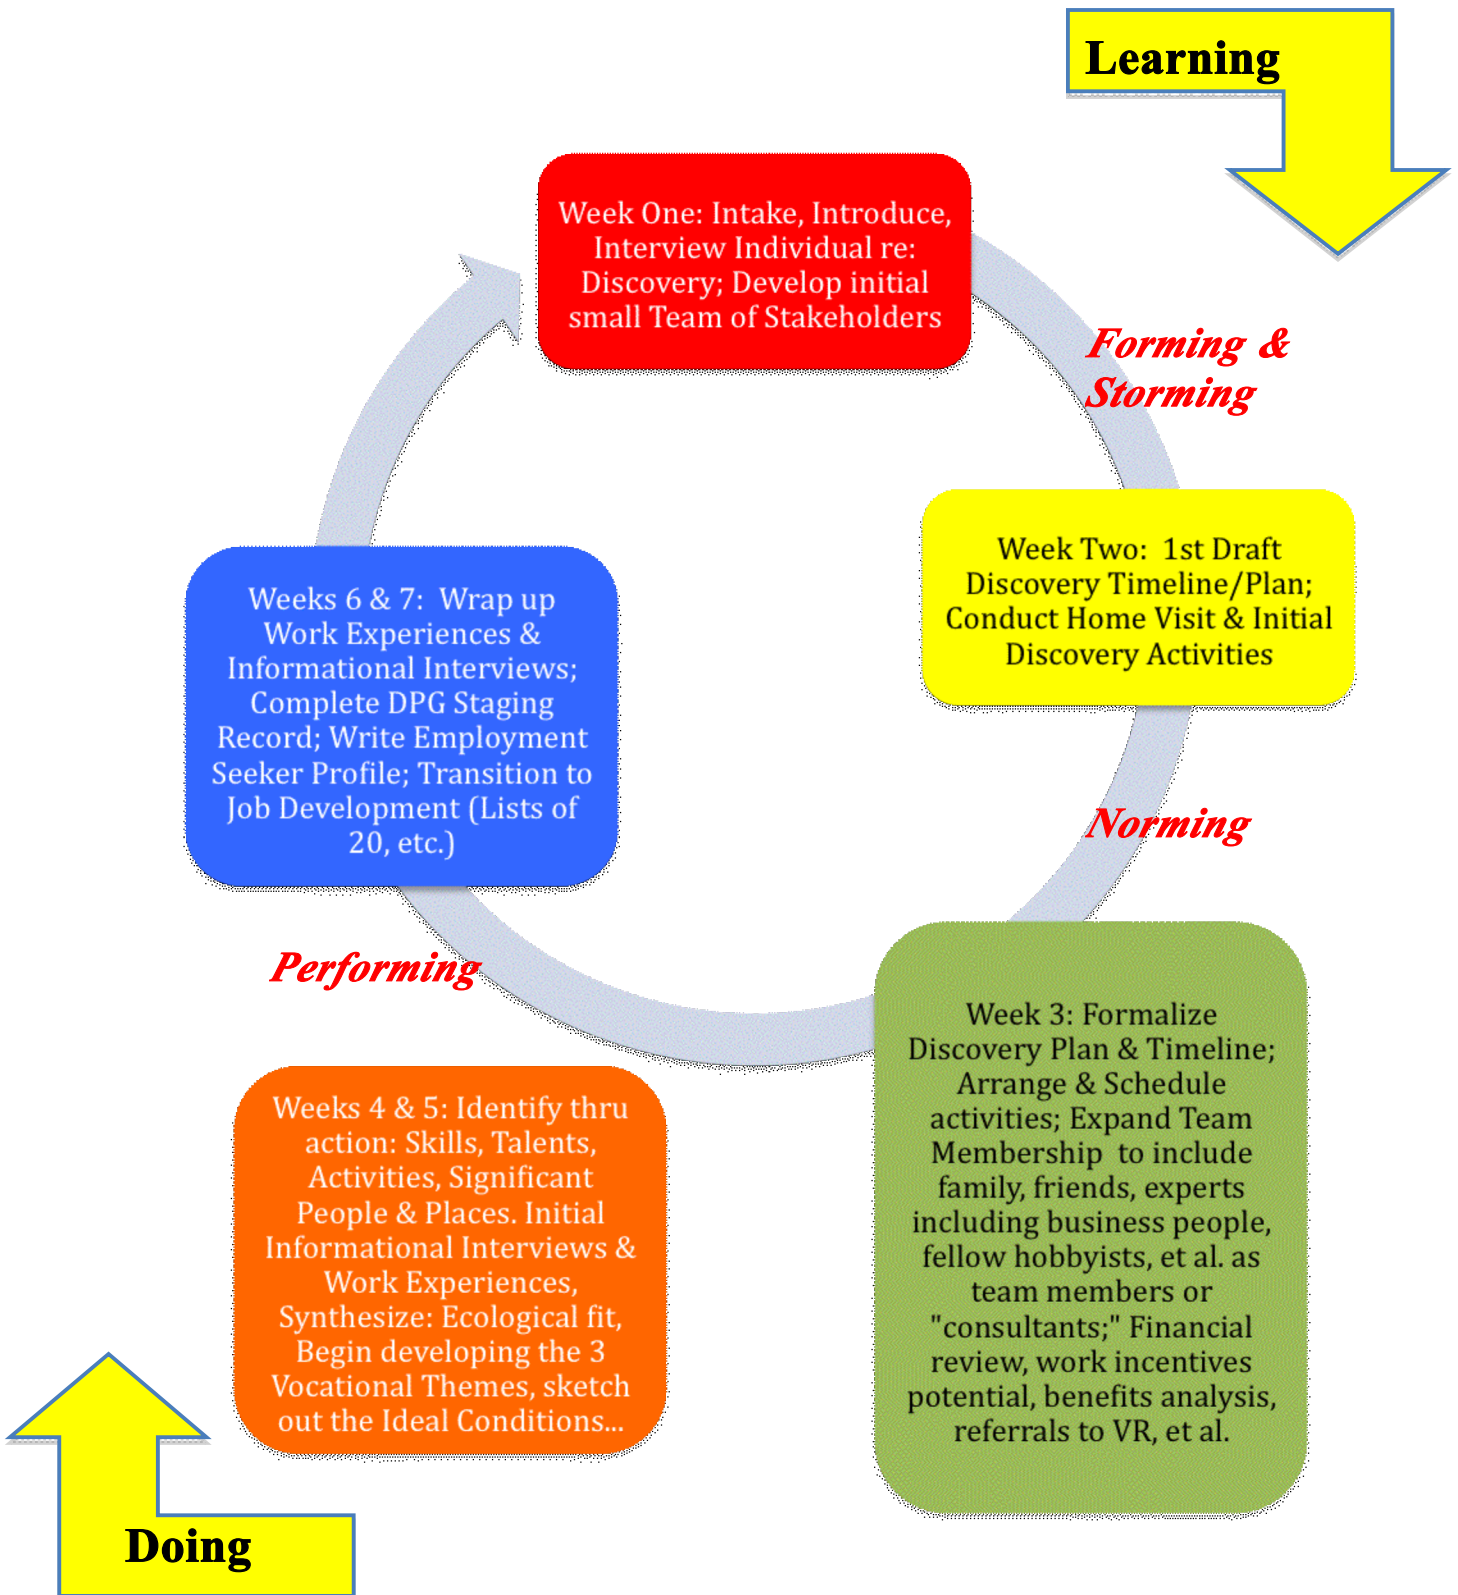 Learning
Week One: Intake, Introduce,
Interview Individual re:
Discovery; Develop initial
small Team of Stakeholders
Forming &
Storming
Week Two:  1st Draft
Discovery Timeline/Plan;
Conduct Home Visit & Initial
Discovery Activities
Norming
Week 3: Formalize
Discovery Plan & Timeline;
Arrange & Schedule
activities; Expand Team
Membership  to include
family, friends, experts
including business people,
fellow hobbyists, et al. as
team members or
"consultants;" Financial
review, work incentives
potential, benefits analysis,
referrals to VR, et al.
Weeks 4 & 5: Identify thru
action: Skills, Talents,
Activities, Significant
People & Places. Initial
Informational Interviews &
Work Experiences,
Synthesize: Ecological fit,
Begin developing the 3
Vocational Themes, sketch
out the Ideal Conditions...
Performing
Weeks 6 & 7:  Wrap up
Work Experiences &
Informational Interviews;
Complete DPG Staging
Record; Write Employment
Seeker Profile; Transition to
Job Development (Lists of
20, etc.)
Doing